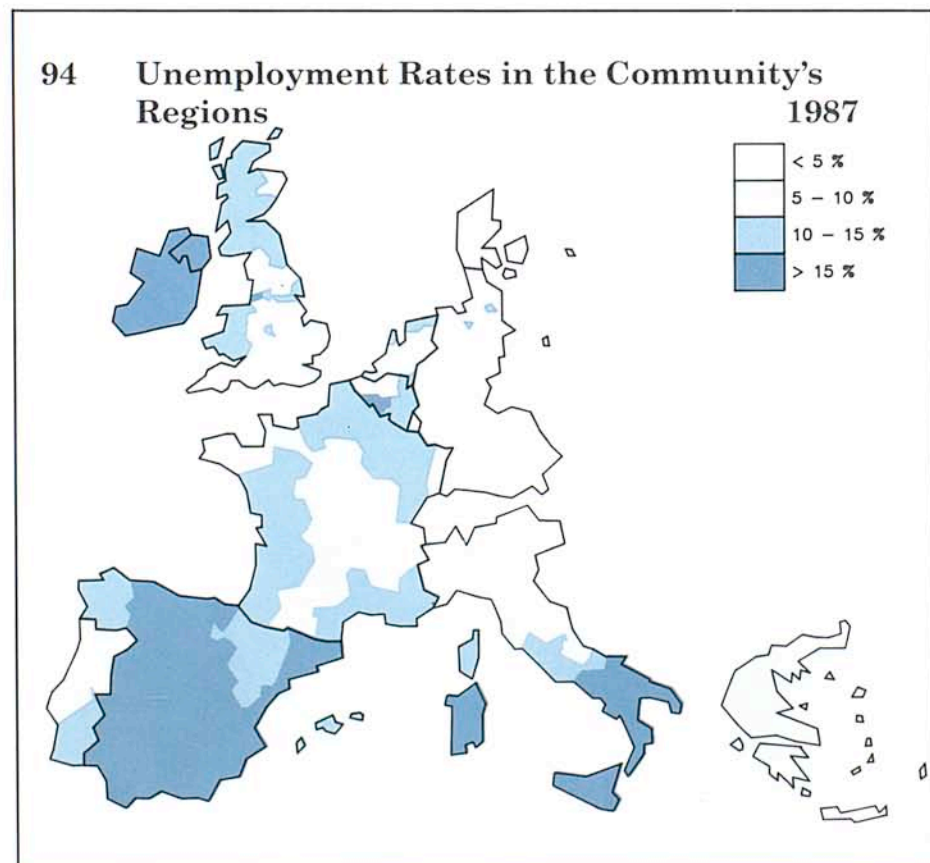 94 Unemployment Rates in the Community's
Regions 1987
< 5 %
5 – 10 %
10 – 15 %
> 15 %